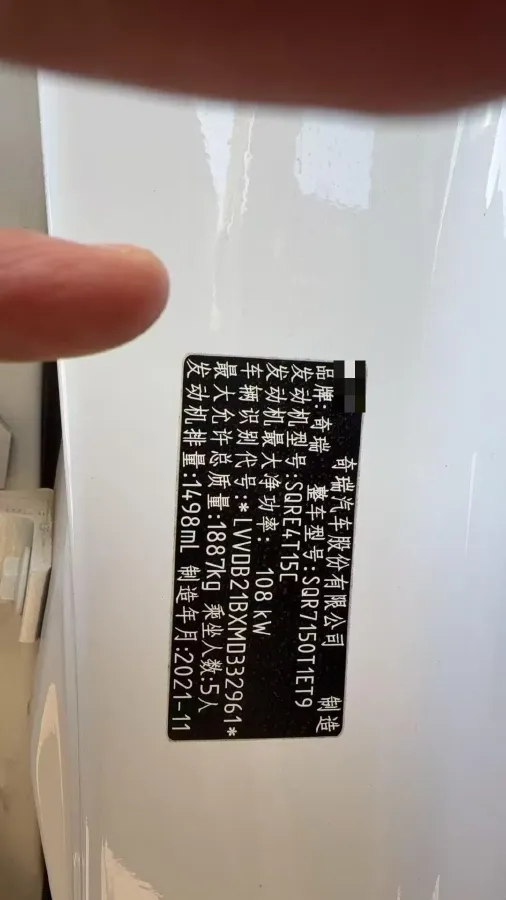 奇瑞汽车股份有限公司 制造
品牌:奇瑞 整车型号:SQR7150T1ET9
发动机型号:SQRE4T15C
发动机最大净功率: 108 kW
车辆识别代号:*LVVDB21BXMD332961*
最大允许总质量:1887kg 乘坐人数:5人
发动机排量:1498mL 制造年月:2021-11